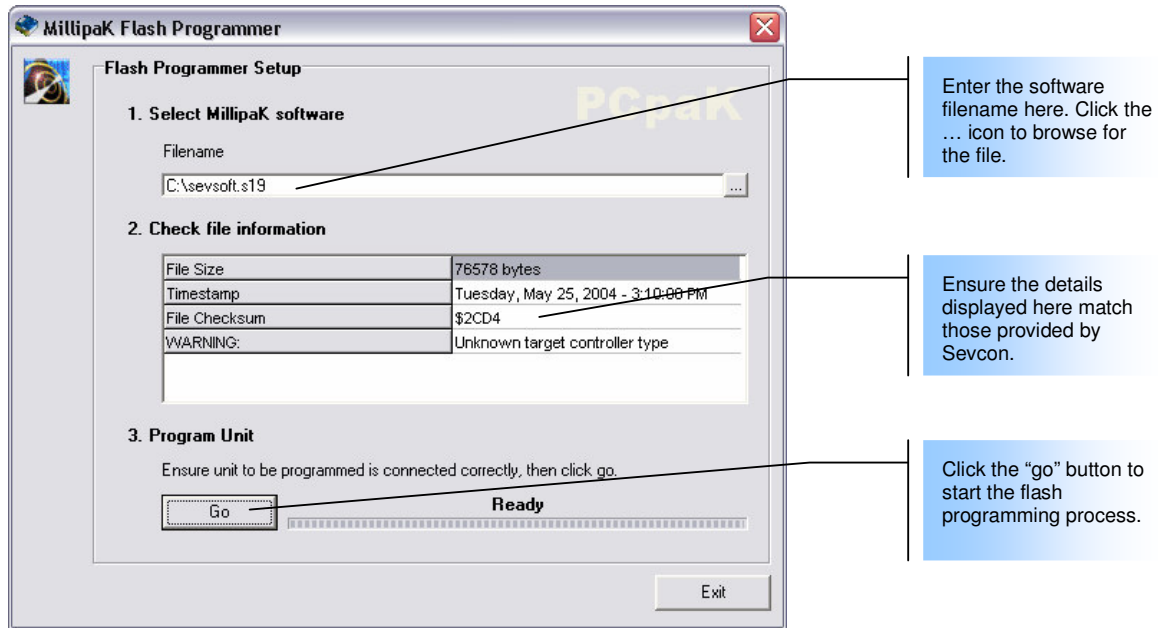 MillipaK Flash Programmer
Flash Programmer Setup
PCpaK
1. Select MillipaK software
Filename
C:\sevsoft.s19
...
2. Check file information
File Size 76578 bytes
Timestamp Tuesday, May 25, 2004 - 3:10:00 PM
File Checksum $2CD4
WARNING: Unknown target controller type
3. Program Unit
Ensure unit to be programmed is connected correctly, then click go.
Go
Ready
Exit
Enter the software
filename here. Click the
… icon to browse for
the file.
Ensure the details
displayed here match
those provided by
Sevcon.
Click the “go” button to
start the flash
programming process.